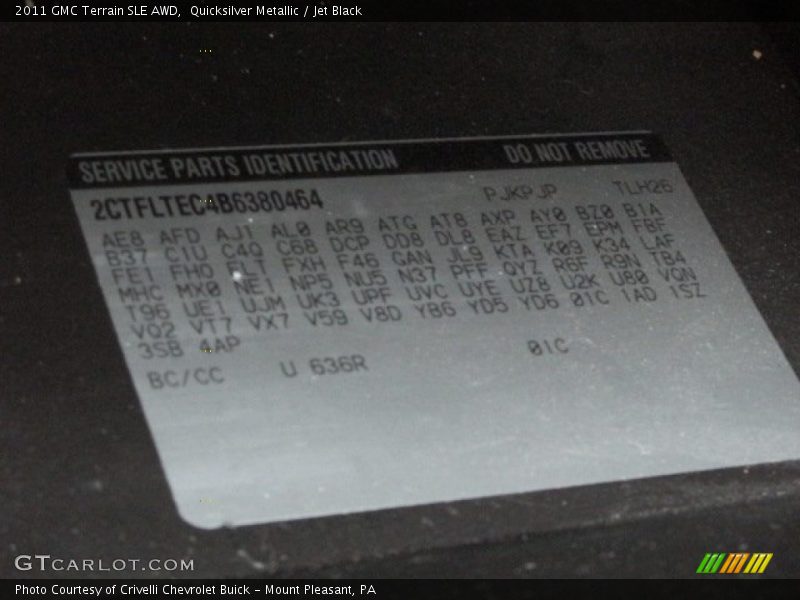 2011 GMC Terrain SLE AWD,  Quicksilver Metallic / Jet Black
SERVICE PARTS IDENTIFICATION DO NOT REMOVE
2CTFLTEC4B6380464 PJKPJP TLH26
AE8 AFD AJ1 AL0 AR9 ATG AT8 AXP AY0 BZ0 B1A
B37 C1U C4Q C68 DCP DD8 DL8 EAZ EF7 EPM FBF
FE1 FHO FLT FXH F46 GAN JL9 KTA K09 K34 LAF
MHC MX0 NE1 NP5 NU5 N37 PFF QYZ R6F R9N TB4
T96 UE1 UJM UK3 UPF UVC UYE UZ8 U2K U80 VQN
VQ2 VT7 VX7 V59 V8D YB6 YD5 YD6 01C 1AD 1SZ
3SB 4AP
BC/CC U 636R 01C
GTCARLOT.COM
Photo Courtesy of Crivelli Chevrolet Buick - Mount Pleasant, PA